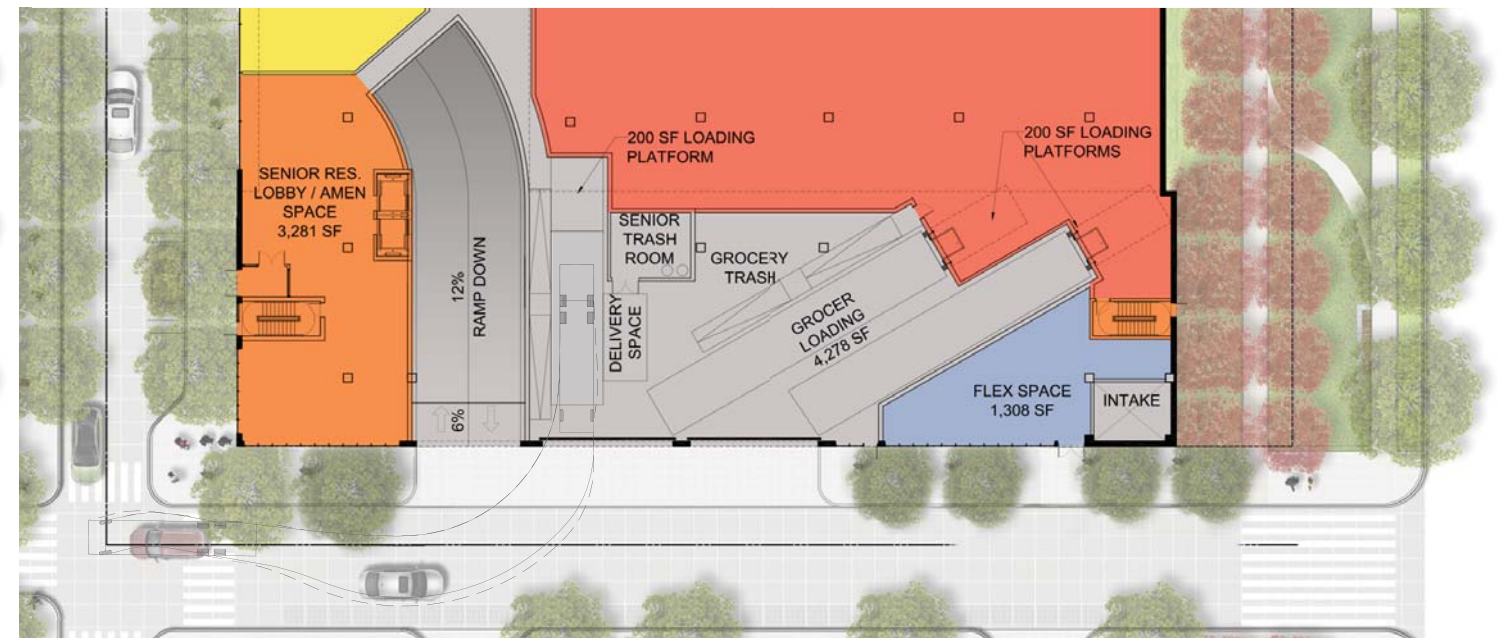 200 SF LOADING
PLATFORM
200 SF LOADING
PLATFORMS
SENIOR RES.
LOBBY / AMEN
SPACE
3,281 SF
12%
RAMP DOWN
6%
SENIOR
TRASH
ROOM
GROCERY
TRASH
DELIVERY
SPACE
GROCER
LOADING
4,278 SF
FLEX SPACE
1,308 SF
INTAKE